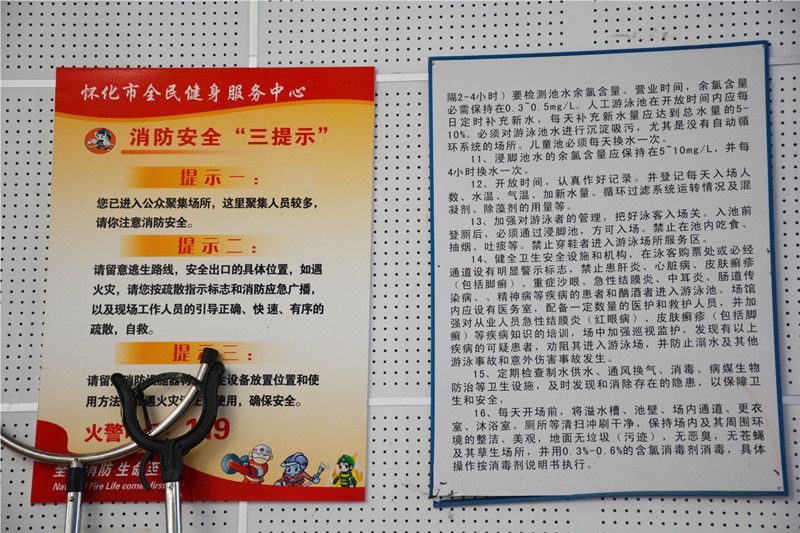 怀化市全民健身服务中心
消防安全“三提示”
提示一：
您已进入公众聚集场所，这里聚集人员较多，
请你注意消防安全。
提示二：
请留意逃生路线，安全出口的具体位置，如遇
火灾，请您按疏散指示标志和消防应急广播，
以及现场工作人员的引导正确、快速、有序的
疏散，自救。
提示三：
请留 消防设施器 设备放置位置和使
用方法 遇火灾 使用，确保安全。
火警 119
全 消防 生命至
Nat Fire Life comes first
隔2-4小时）要检测池水余氯含量。营业时间，余氯含量
必需保持在0.3~0.5mg/L。人工游泳池在开放时间内应每
日定时补充新水，每天补充新水量应达到总水量的5-
10%。必须对游泳池水进行沉淀吸污，尤其是没有自动循
环系统的场所。儿童池必须每天换水一次。
11、浸脚池水的余氯含量应保持在5~10mg/L，并每
4小时换水一次。
12、开放时间，认真作好记录。并登记每天入场人
数、水温、气温、加新水量、循环过滤系统运转情况及混
凝剂、除藻剂的用量等。
13、加强对游泳者的管理，把好泳客入场关。入池前
登厕后，必须通过浸脚池，方可入场。禁止在池内吃食、
抽烟、吐痰等。禁止穿鞋者进入游泳场所服务区。
14、健全卫生安全设施和机构，在泳客购票处或必经
通道设有明显警示标志，禁止患肝炎、心脏病、皮肤癣疹
（包括脚癣）、重症沙眼、急性结膜炎、中耳炎、肠道传
染病、、精神病等疾病的患者和酗酒者进入游泳池。场馆
内应设有医务室，配备一定数量的医护和救护人员，并加
强对从业人员急性结膜炎（红眼病）、皮肤癣疹（包括脚
癣）等疾病知识的培训，场中加强巡视监护，发现有以上
疾病的可疑患者，劝阻其进入游泳场，并防止溺水及其他
游泳事故和意外伤害事故发生。
15、定期检查制水供水、通风换气、消毒、病媒生物
防治等卫生设施，及时发现和消除存在的隐患，以保障卫
生和安全，
16、每天开场前，将溢水槽、池壁、场内通道、更衣
室、沐浴室、厕所等清扫冲刷干净，保持场内及其周围环
境的整洁、美观，地面无垃圾（污迹），无恶臭，无苍蝇
及其孳生场所，并用0.3%-0.6%的含氯消毒剂消毒，具体
操作按消毒剂说明书执行。